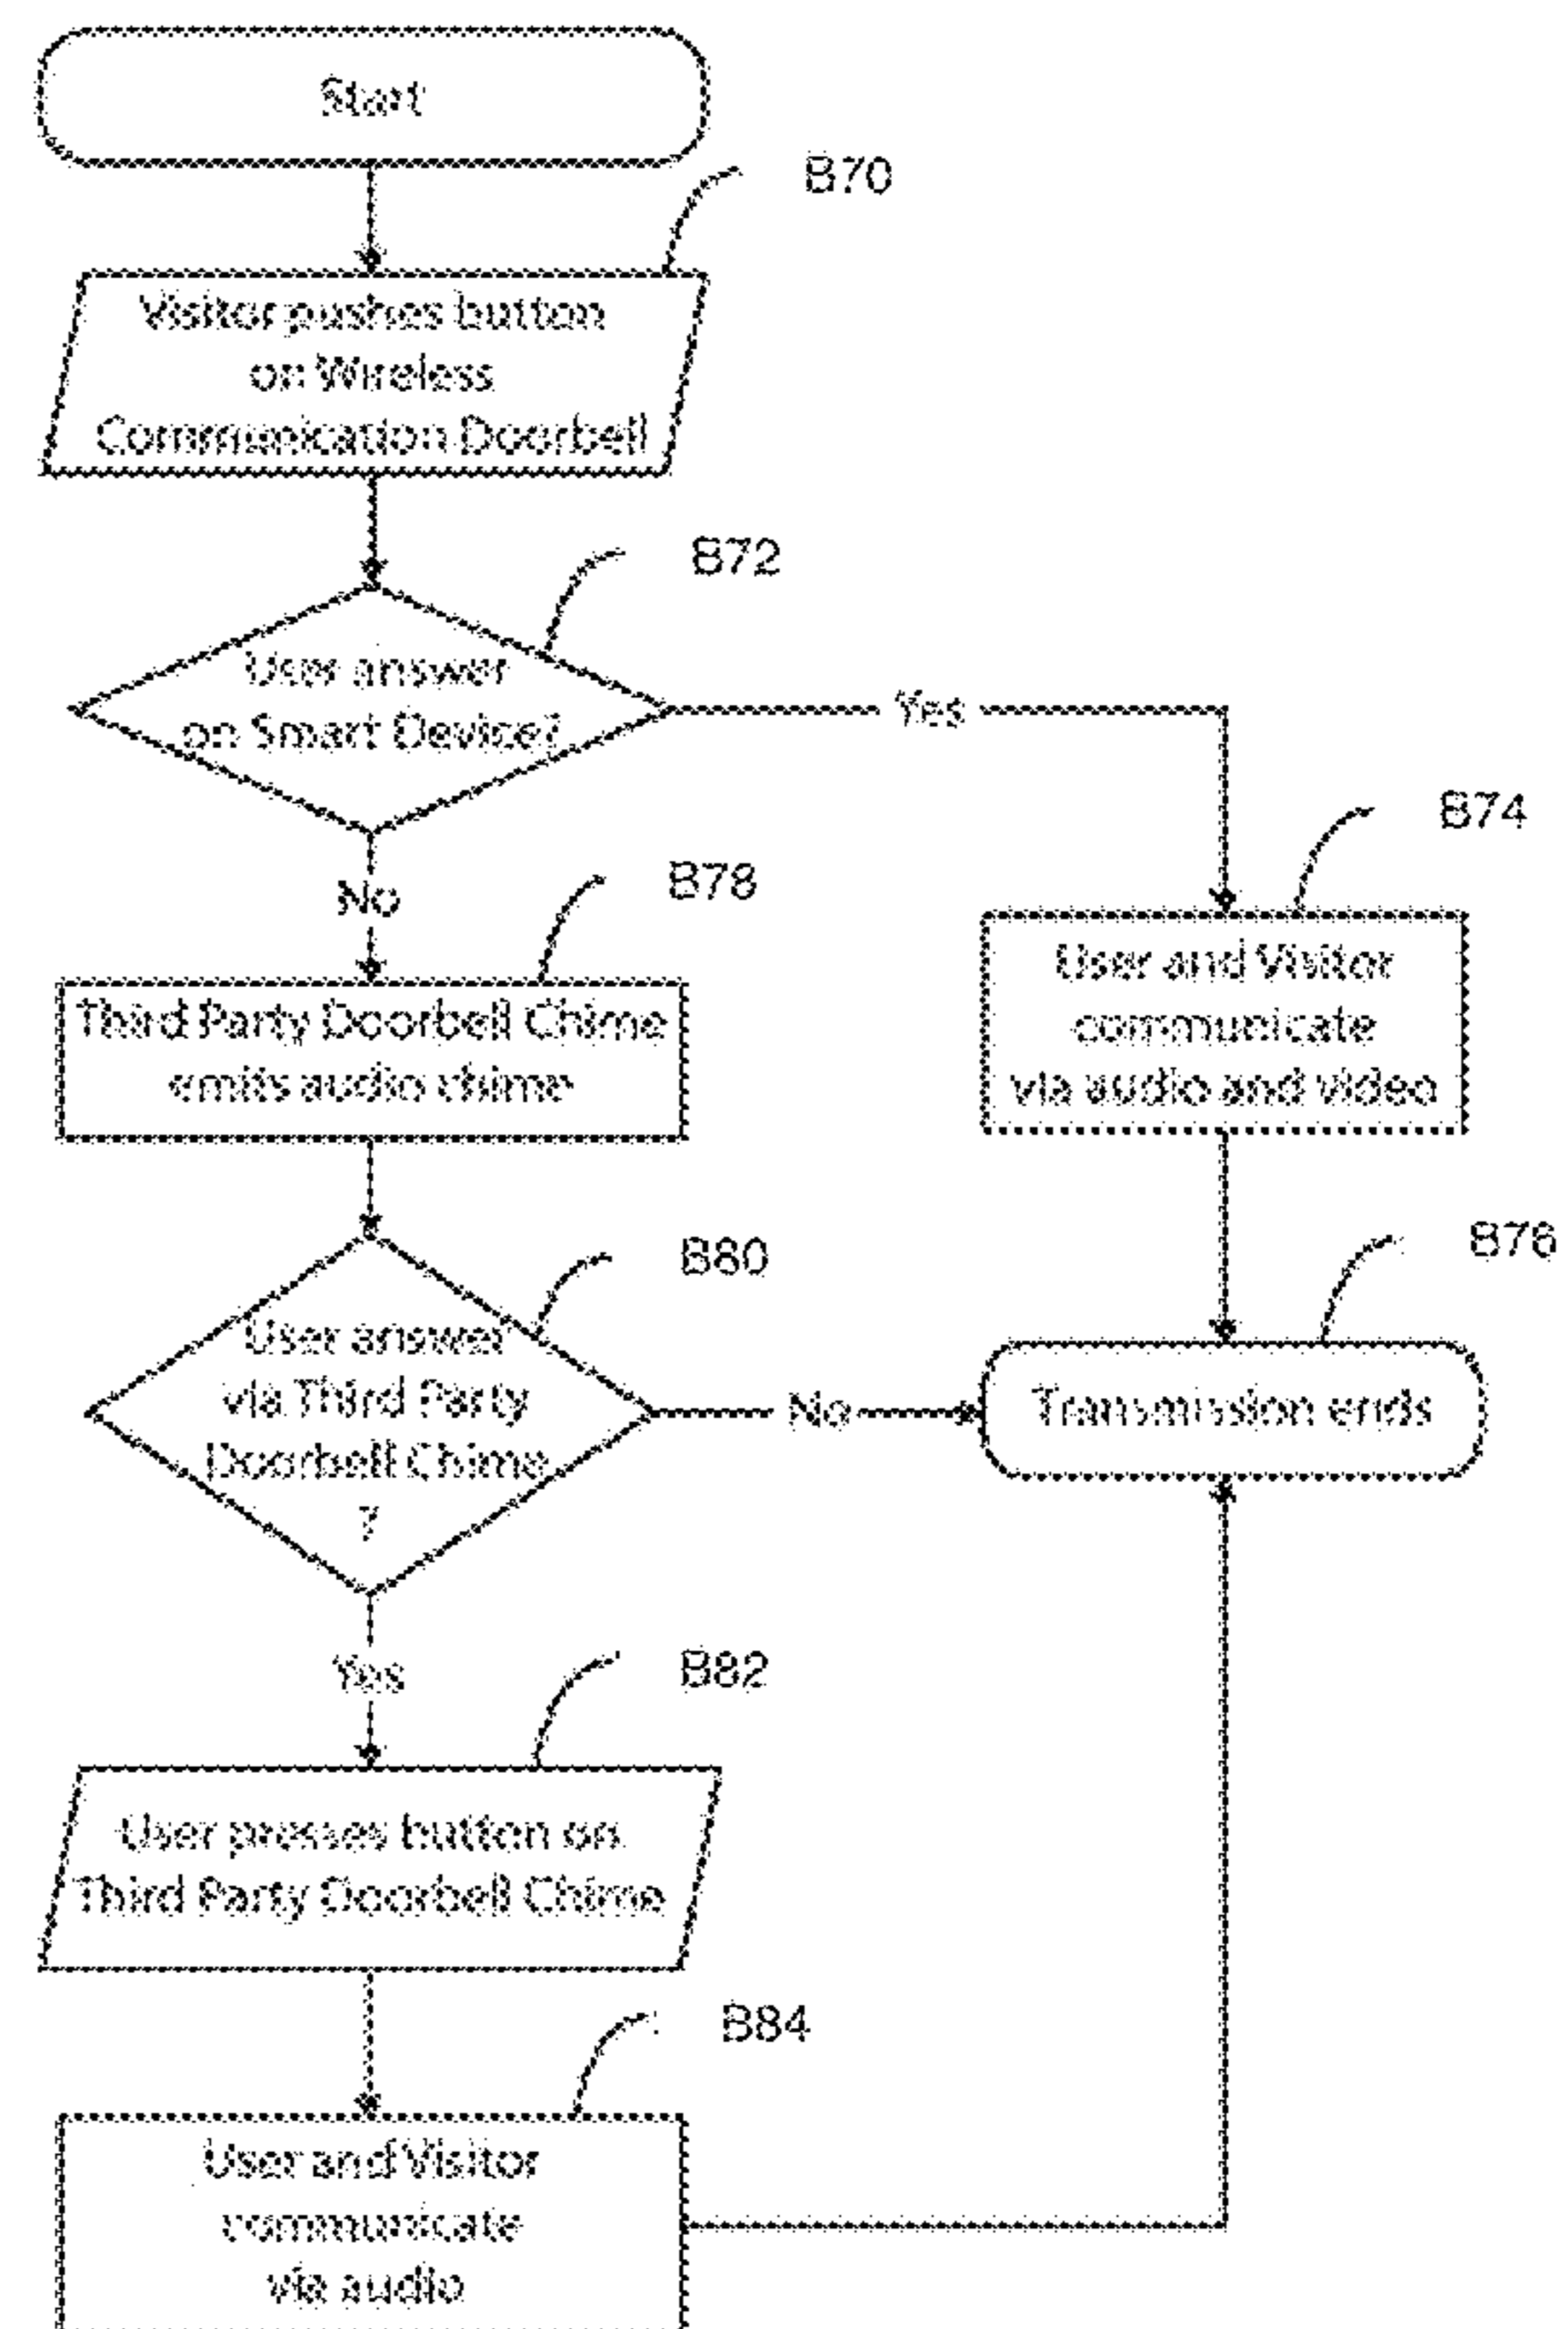 Start
B70
Visitor pushes button
on Wireless
Communication Doorbell
B72
User answer
on Smart Device?
Yes
No
B74
User and Visitor
communicate
via audio and video
B78
Third Party Doorbell Chime
emits audio chime
B80
User answer
via Third Party
Doorbell Chime
?
No
B76
Transmission ends
Yes
B82
User presses button on
Third Party Doorbell Chime
B84
User and Visitor
communicate
via audio